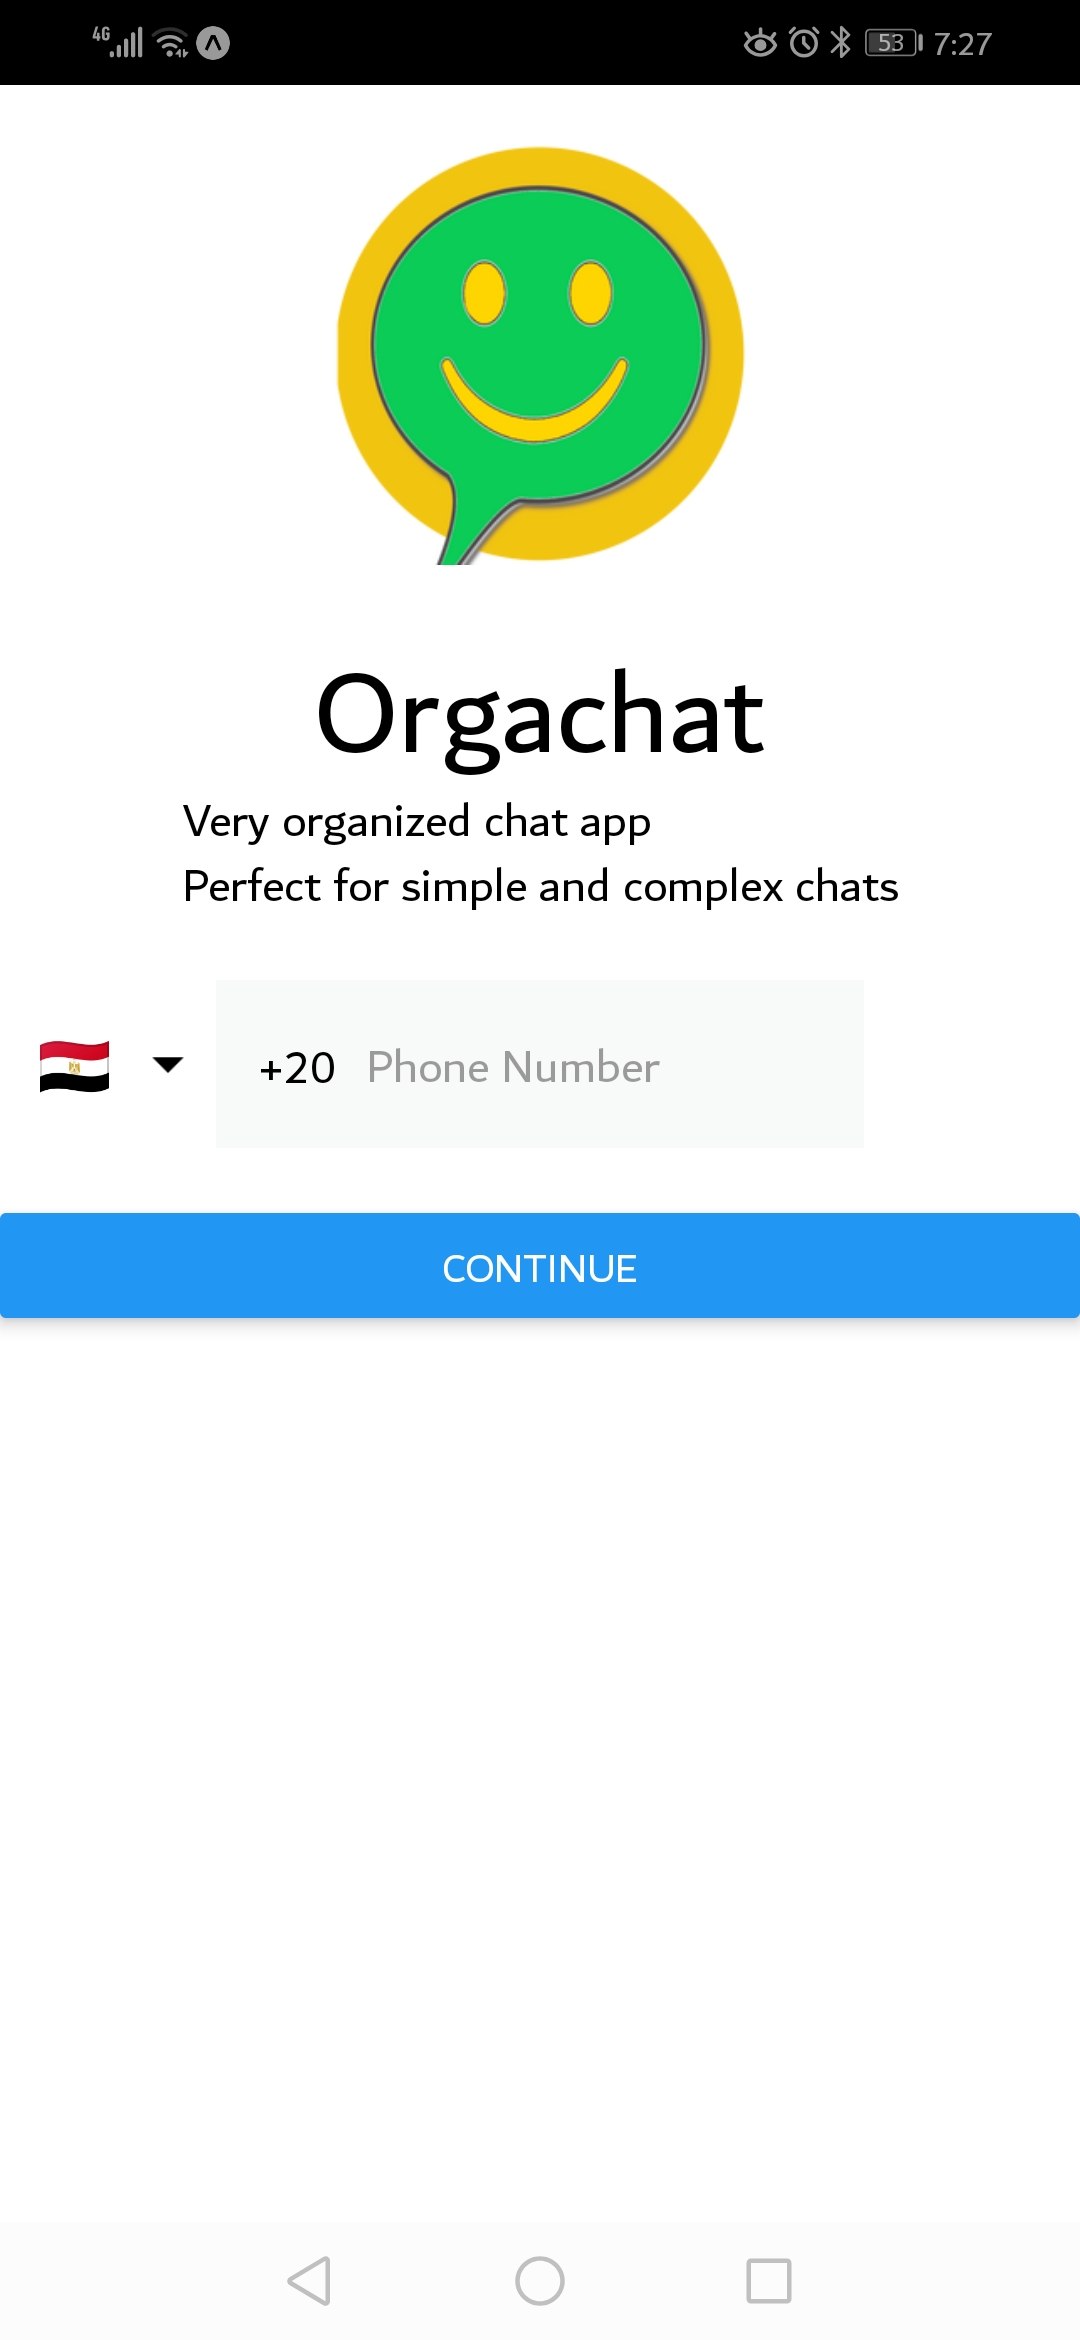 4G 53 7:27
Orgachat
Very organized chat app
Perfect for simple and complex chats
+20 Phone Number
CONTINUE